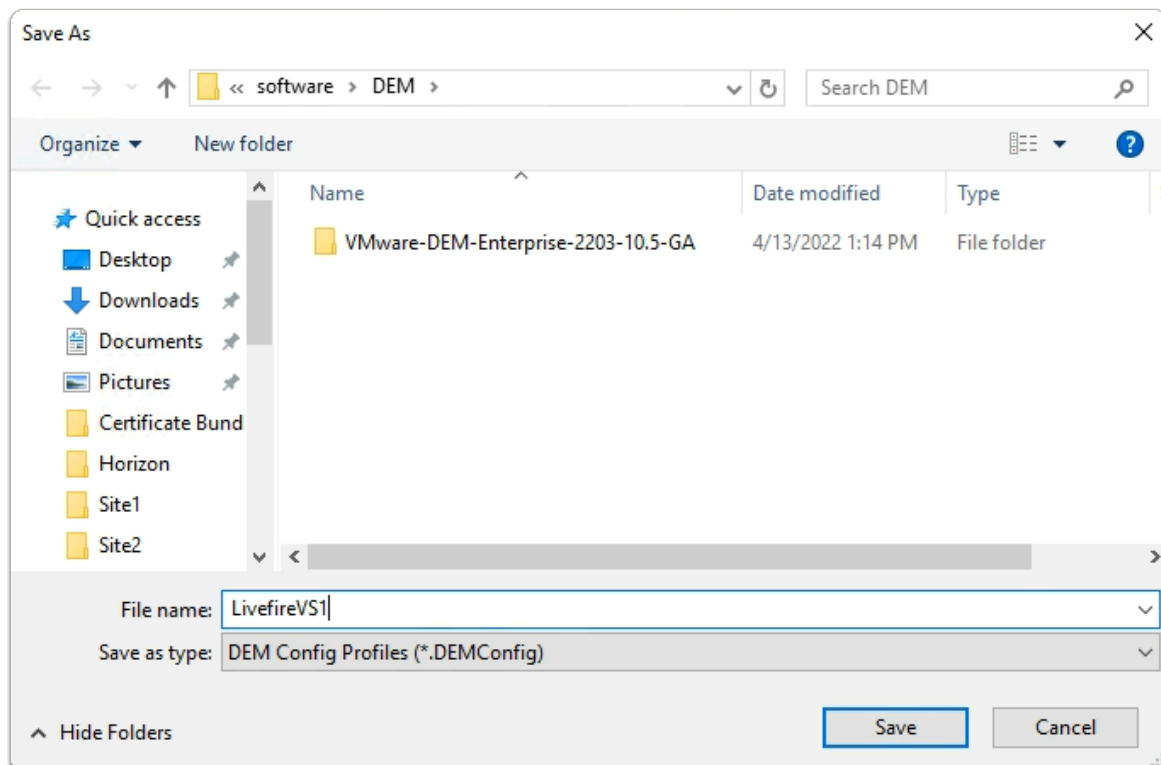 Save As
« software > DEM >
Search DEM
Organize
New folder
?
Name
Date modified
Type
Quick access
VMware-DEM-Enterprise-2203-10.5-GA
4/13/2022 1:14 PM
File folder
Desktop
Downloads
Documents
Pictures
Certificate Bund
Horizon
Site1
Site2
File name: LivefireVS1
Save as type: DEM Config Profiles (*.DEMConfig)
Hide Folders
Save
Cancel